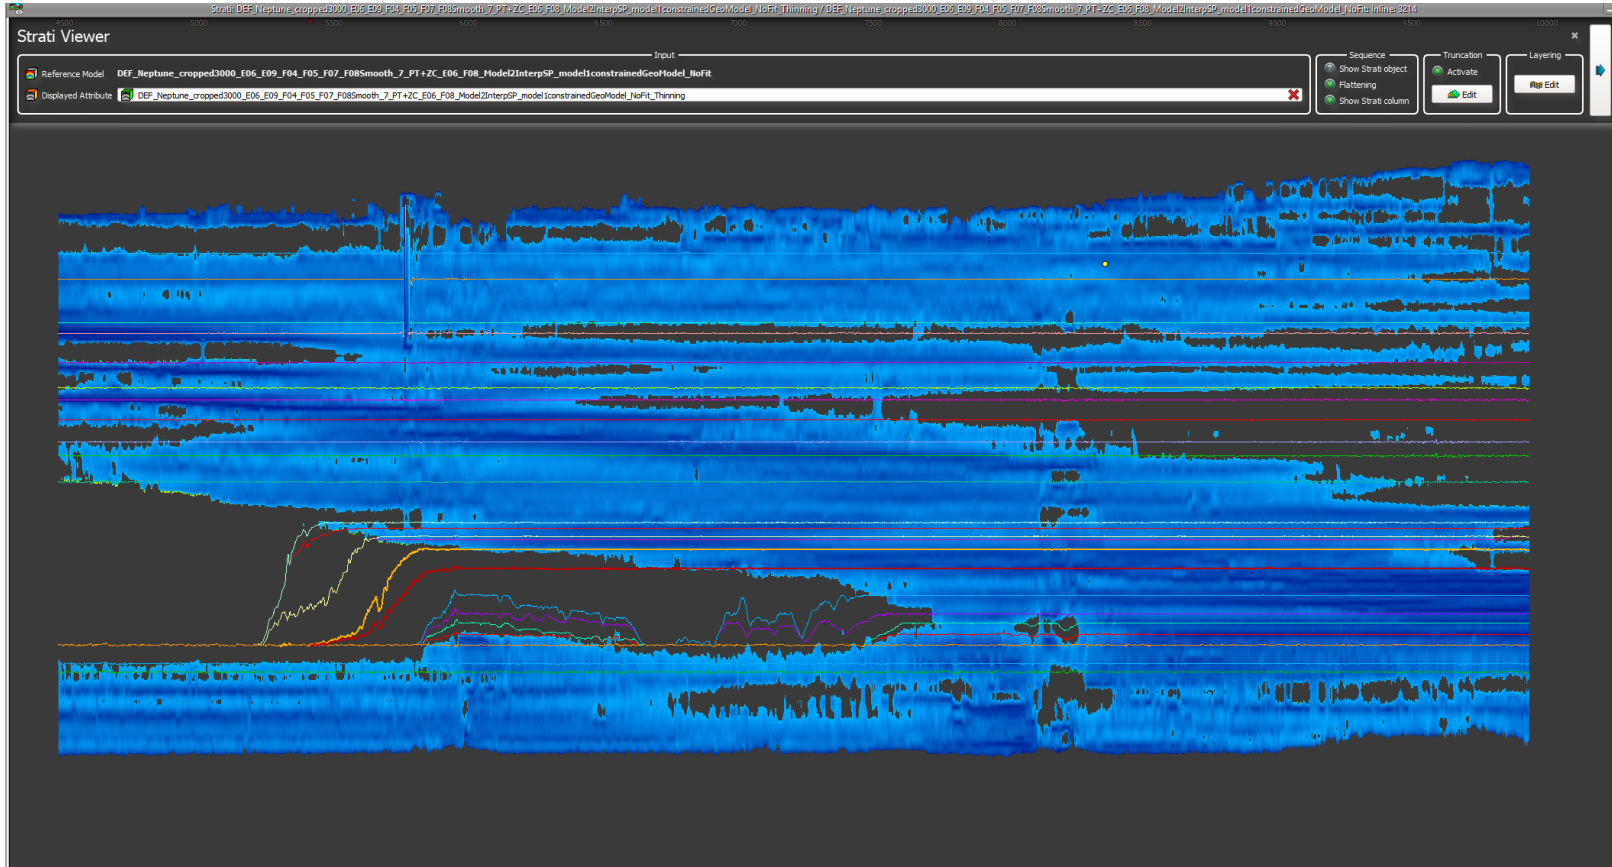 Strati: DEF_Neptune_cropped3000_E06_E09_F04_F05_F07_F08Smooth_7_PT+ZC_E06_F08_Model2InterpSP_model1constrainedGeoModel_NoFit_Thinning / DEF_Neptune_cropped3000_E06_E09_F04_F05_F07_F08Smooth_7_PT+ZC_E06_F08_Model2InterpSP_model1constrainedGeoModel_NoFit: Inline: 3214
4500 5000 5500 6000 6500 7000 7500 8000 8500 9000 9500 10000
Strati Viewer
Input
Sequence
Truncation
Layering
Reference Model DEF_Neptune_cropped3000_E06_E09_F04_F05_F07_F08Smooth_7_PT+ZC_E06_F08_Model2InterpSP_model1constrainedGeoModel_NoFit
Show Strati object
Activate
Edit
Flattening
Displayed Attribute DEF_Neptune_cropped3000_E06_E09_F04_F05_F07_F08Smooth_7_PT+ZC_E06_F08_Model2InterpSP_model1constrainedGeoModel_NoFit_Thinning
Edit
Show Strati column